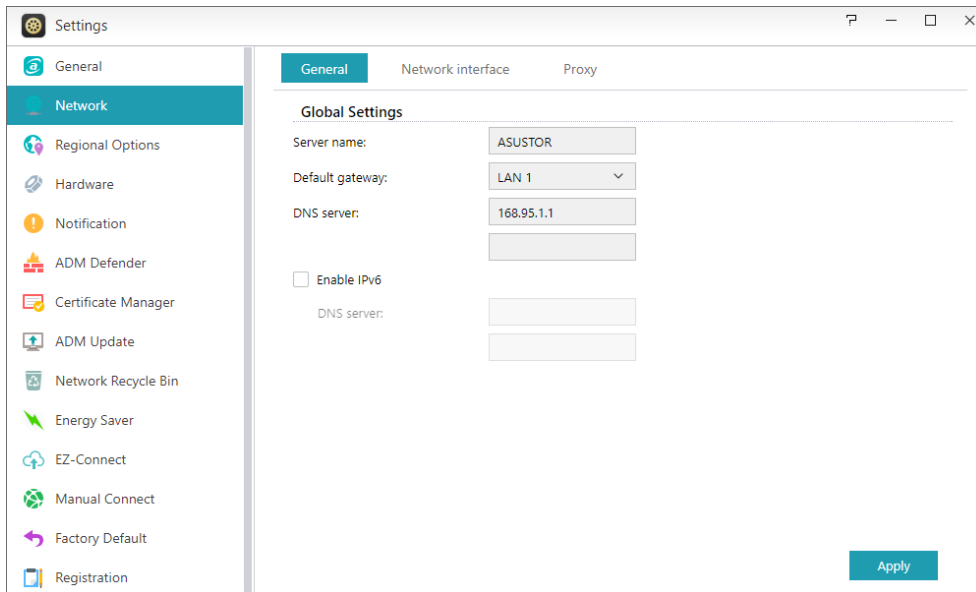 Settings
General
Network
Regional Options
Hardware
Notification
ADM Defender
Certificate Manager
ADM Update
Network Recycle Bin
Energy Saver
EZ-Connect
Manual Connect
Factory Default
Registration
General Network interface Proxy
Global Settings
Server name: ASUSTOR
Default gateway: LAN 1
DNS server: 168.95.1.1
Enable IPv6
DNS server:
Apply